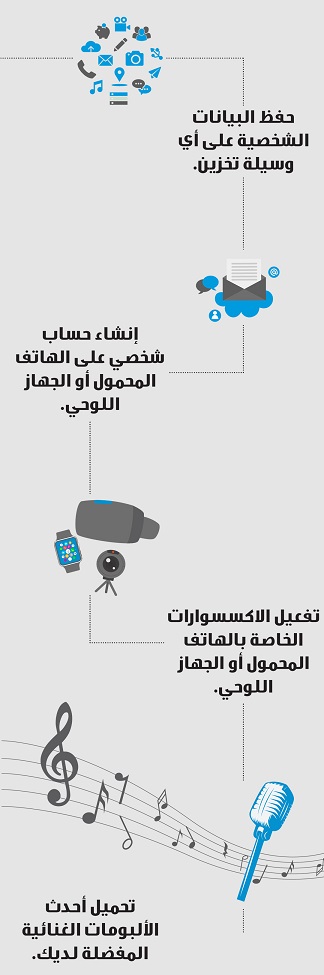 حفظ البيانات
الشخصية على أي
وسيلة تخزين.
إنشاء حساب
شخصي على الهاتف
المحمول أو الجهاز
اللوحي.
تفعيل الاكسسوارات
الخاصة بالهاتف
المحمول أو الجهاز
اللوحي.
تحميل أحدث
الألبومات الغنائية
المفضلة لديك.